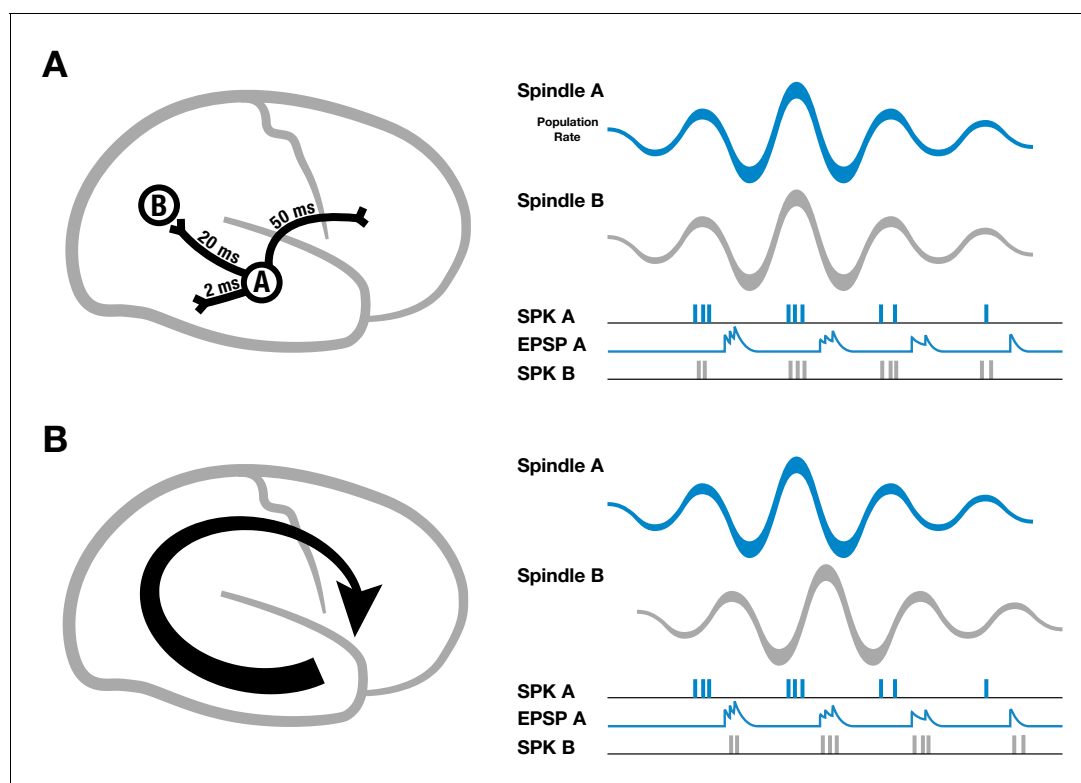 A
B
20 ms
2 ms
A
50 ms
Spindle A
Population
Rate
Spindle B
SPK A
EPSP A
SPK B
B
Spindle A
Spindle B
SPK A
EPSP A
SPK B